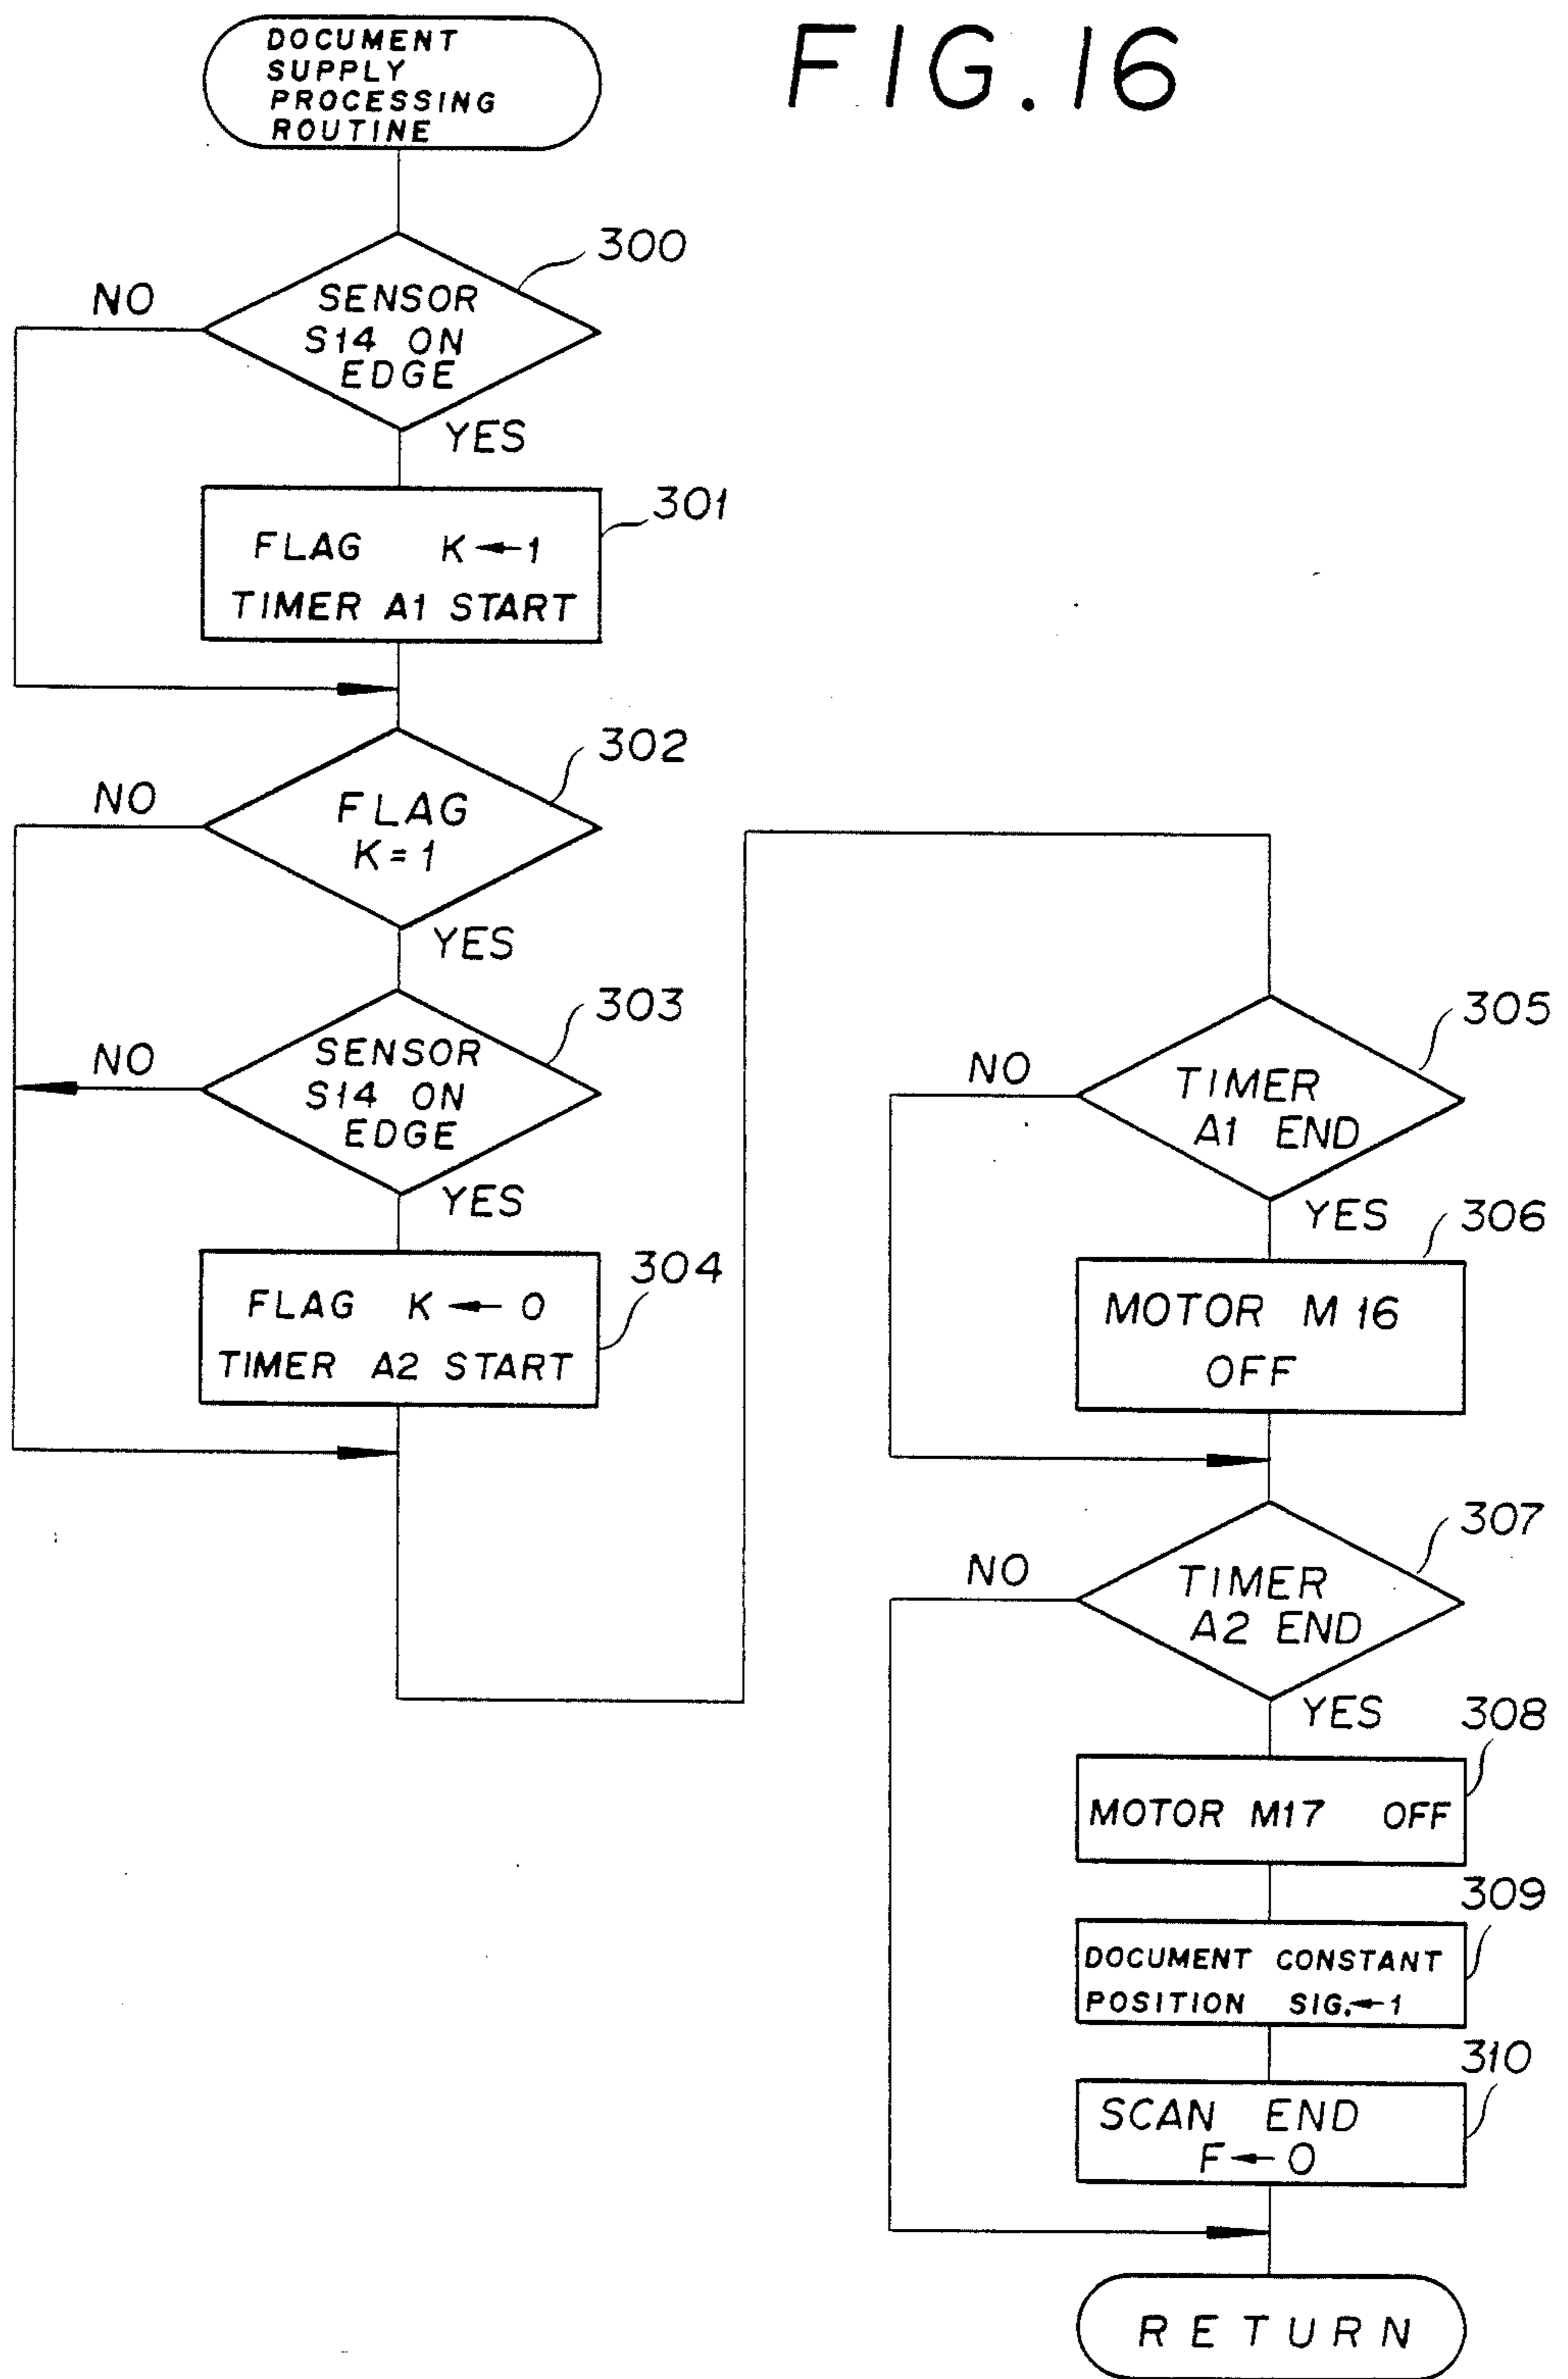 FIG. 16
DOCUMENT
SUPPLY
PROCESSING
ROUTINE
300
NO
SENSOR
S14 ON
EDGE
YES
301
FLAG K←1
TIMER A1 START
302
NO
FLAG
K=1
YES
303
NO
SENSOR
S14 ON
EDGE
YES
304
FLAG K ← 0
TIMER A2 START
305
NO
TIMER
A1 END
YES
306
MOTOR M16
OFF
307
NO
TIMER
A2 END
YES
308
MOTOR M17 OFF
309
DOCUMENT CONSTANT
POSITION SIG.←1
310
SCAN END
F←0
RETURN